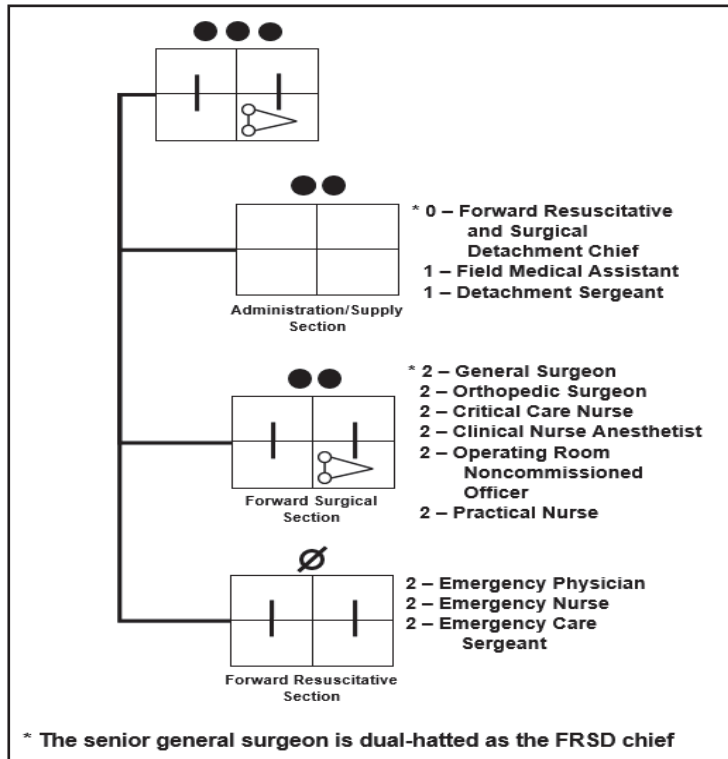 * 0 – Forward Resuscitative
and Surgical
Detachment Chief
1 – Field Medical Assistant
1 – Detachment Sergeant
Administration/Supply
Section
* 2 – General Surgeon
2 – Orthopedic Surgeon
2 – Critical Care Nurse
2 – Clinical Nurse Anesthetist
2 – Operating Room
Noncommissioned
Officer
2 – Practical Nurse
Forward Surgical
Section
2 – Emergency Physician
2 – Emergency Nurse
2 – Emergency Care
Sergeant
Forward Resuscitative
Section
* The senior general surgeon is dual-hatted as the FRSD chief